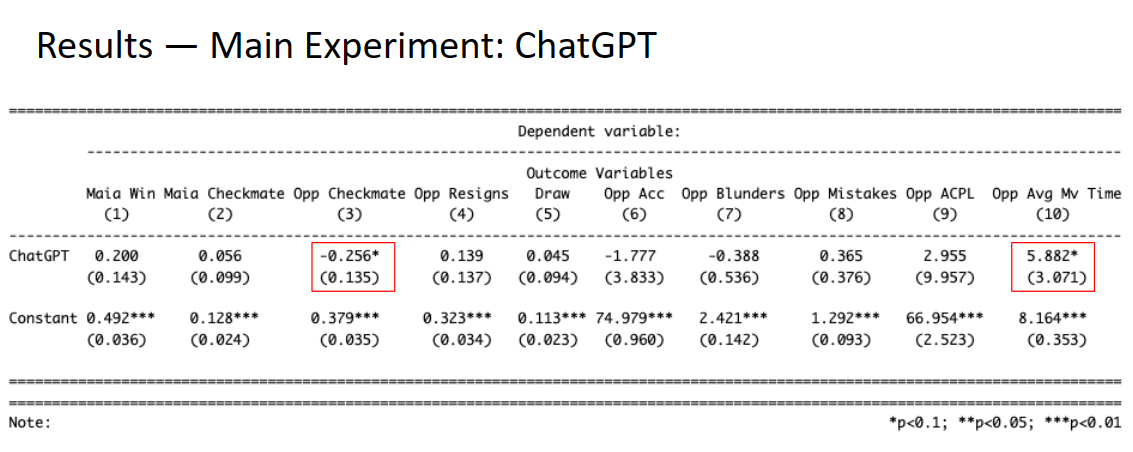 Results — Main Experiment: ChatGPT
Dependent variable:
Outcome Variables
Maia Win Maia Checkmate Opp Checkmate Opp Resigns Draw Opp Acc Opp Blunders Opp Mistakes Opp ACPL Opp Avg Mv Time
(1) (2) (3) (4) (5) (6) (7) (8) (9) (10)
ChatGPT 0.200 0.056 -0.256* 0.139 0.045 -1.777 -0.388 0.365 2.955 5.882*
(0.143) (0.099) (0.135) (0.137) (0.094) (3.833) (0.536) (0.376) (9.957) (3.071)
Constant 0.492*** 0.128*** 0.379*** 0.323*** 0.113*** 74.979*** 2.421*** 1.292*** 66.954*** 8.164***
(0.036) (0.024) (0.035) (0.034) (0.023) (0.960) (0.142) (0.093) (2.523) (0.353)
Note: *p<0.1; **p<0.05; ***p<0.01